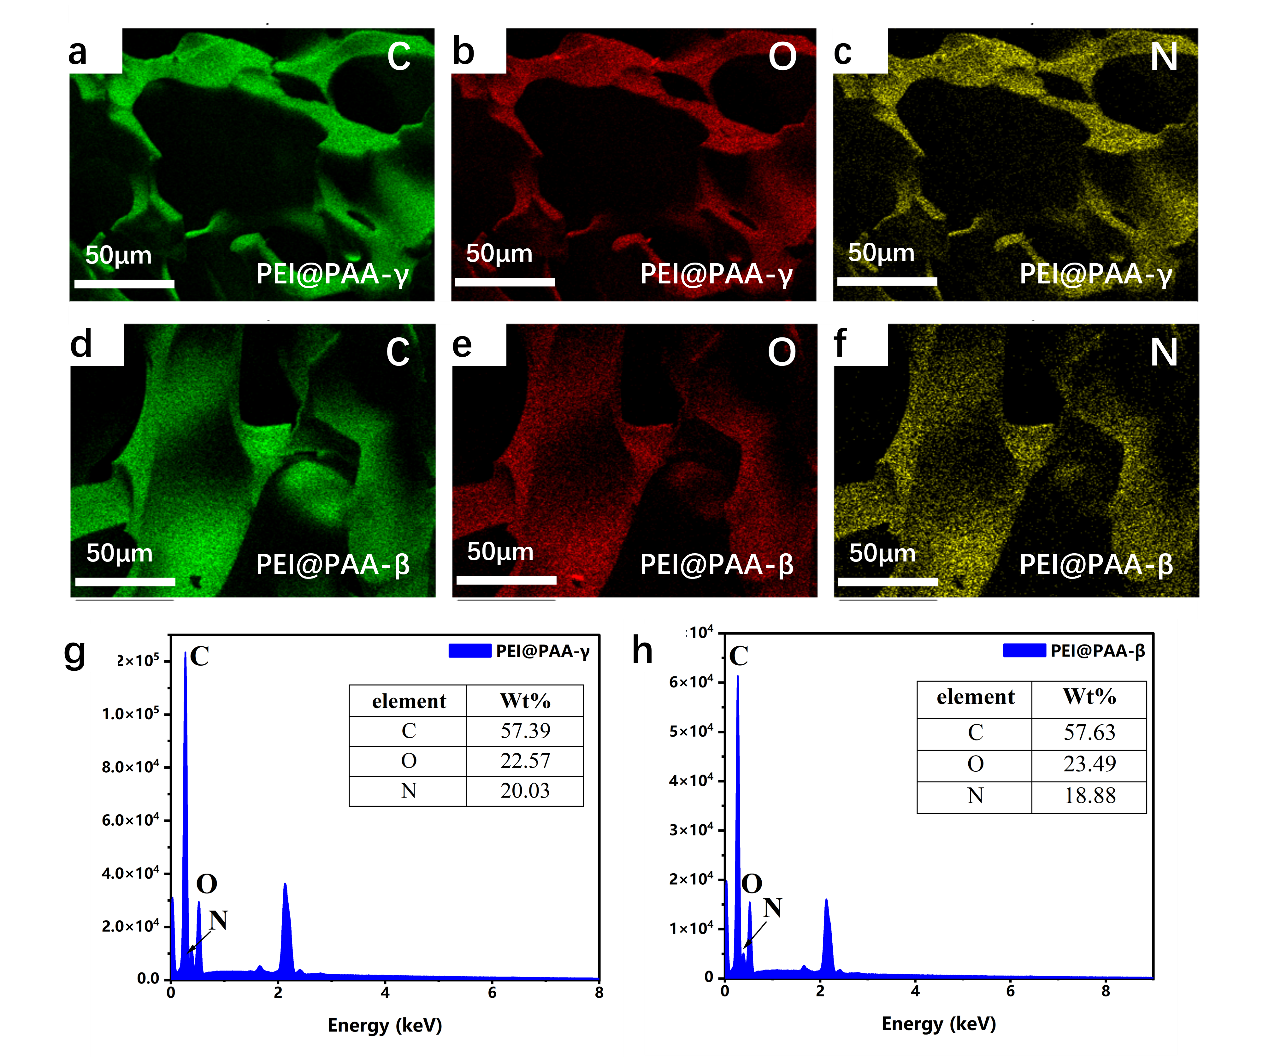 a
C
50μm
PEI@PAA-γ
b
O
50μm
PEI@PAA-γ
c
N
50μm
PEI@PAA-γ
d
C
50μm
PEI@PAA-β
e
O
50μm
PEI@PAA-β
f
N
50μm
PEI@PAA-β
g
PEI@PAA-γ
C
O
N
element Wt%
C 57.39
O 22.57
N 20.03
2×10⁵
1.0×10⁵
8.0×10⁴
6.0×10⁴
4.0×10⁴
2.0×10⁴
0.0
0 2 4 6 8
Energy (keV)
h
PEI@PAA-β
C
O
N
element Wt%
C 57.63
O 23.49
N 18.88
:×10⁴
6×10⁴
5×10⁴
4×10⁴
3×10⁴
2×10⁴
1×10⁴
0
0 2 4 6 8
Energy (keV)